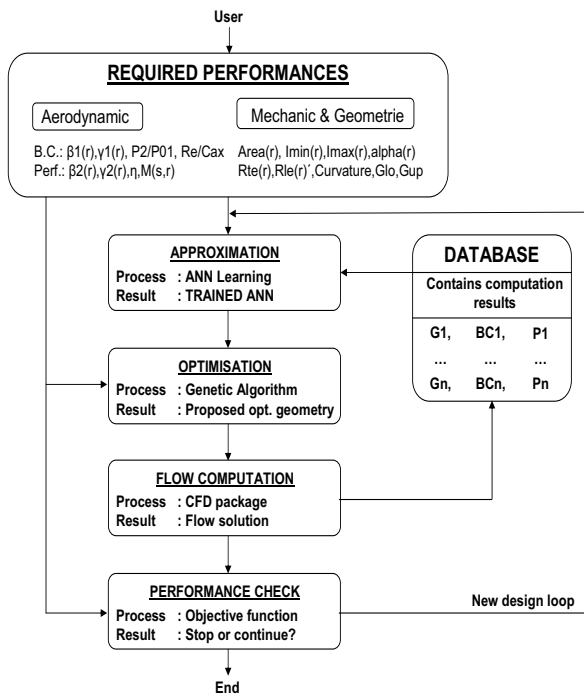 User
REQUIRED PERFORMANCES
Aerodynamic
Mechanic & Geometrie
B.C.: β1(r),γ1(r), P2/P01, Re/Cax
Perf.: β2(r),γ2(r),η,M(s,r)
Area(r), Imin(r),Imax(r),alpha(r)
Rte(r),Rle(r)´,Curvature,Glo,Gup
APPROXIMATION
Process : ANN Learning
Result : TRAINED ANN
DATABASE
Contains computation
results
G1, BC1, P1
... ... ...
Gn, BCn, Pn
OPTIMISATION
Process : Genetic Algorithm
Result : Proposed opt. geometry
FLOW COMPUTATION
Process : CFD package
Result : Flow solution
PERFORMANCE CHECK
Process : Objective function
Result : Stop or continue?
New design loop
End